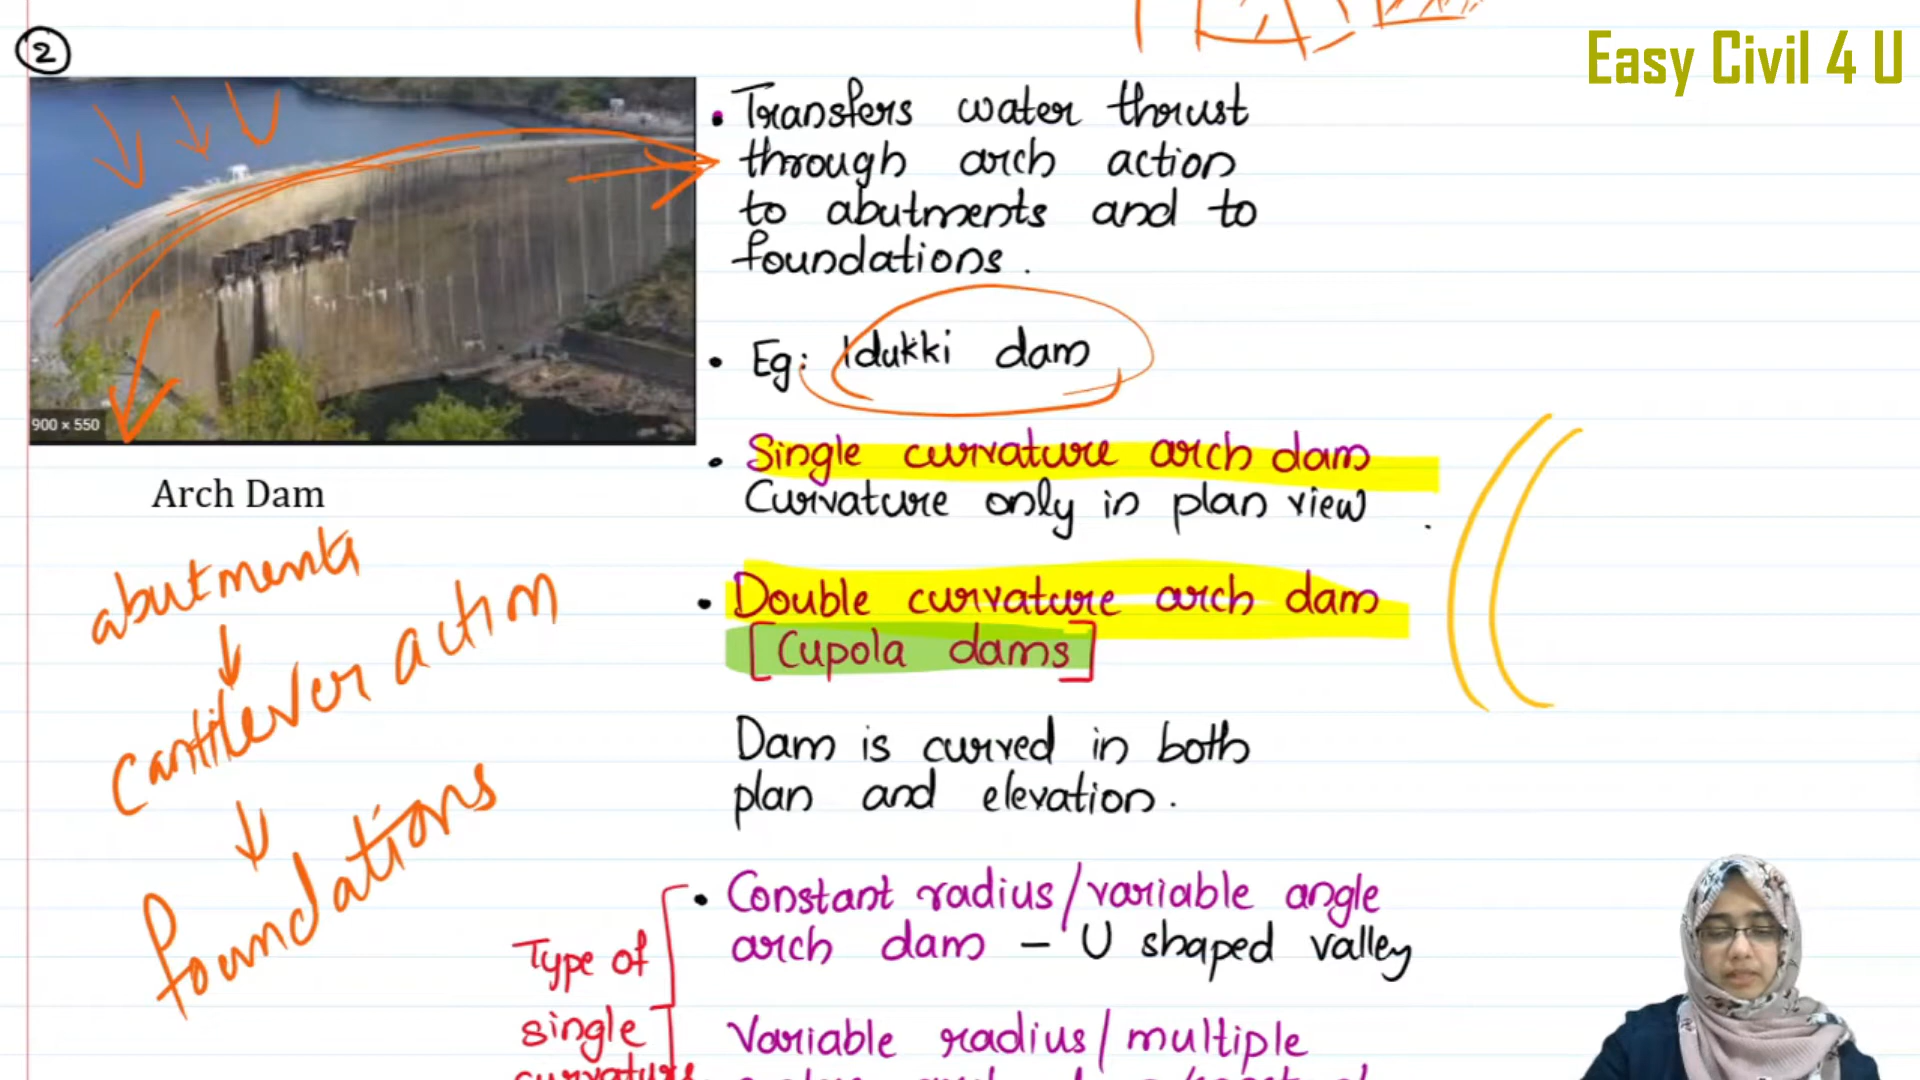 Easy Civil 4 U
2
• Transfers water thrust
through arch action
to abutments and to
foundations.
• Eg: Idukki dam
900 × 550
• Single curvature arch dam
Curvature only in plan view
Arch Dam
abutments
cantilever action
foundations
• Double curvature arch dam
[Cupola dams]
Dam is curved in both
plan and elevation.
• Constant radius/variable angle
arch dam – U shaped valley
Type of
single
curvature
Variable radius/multiple